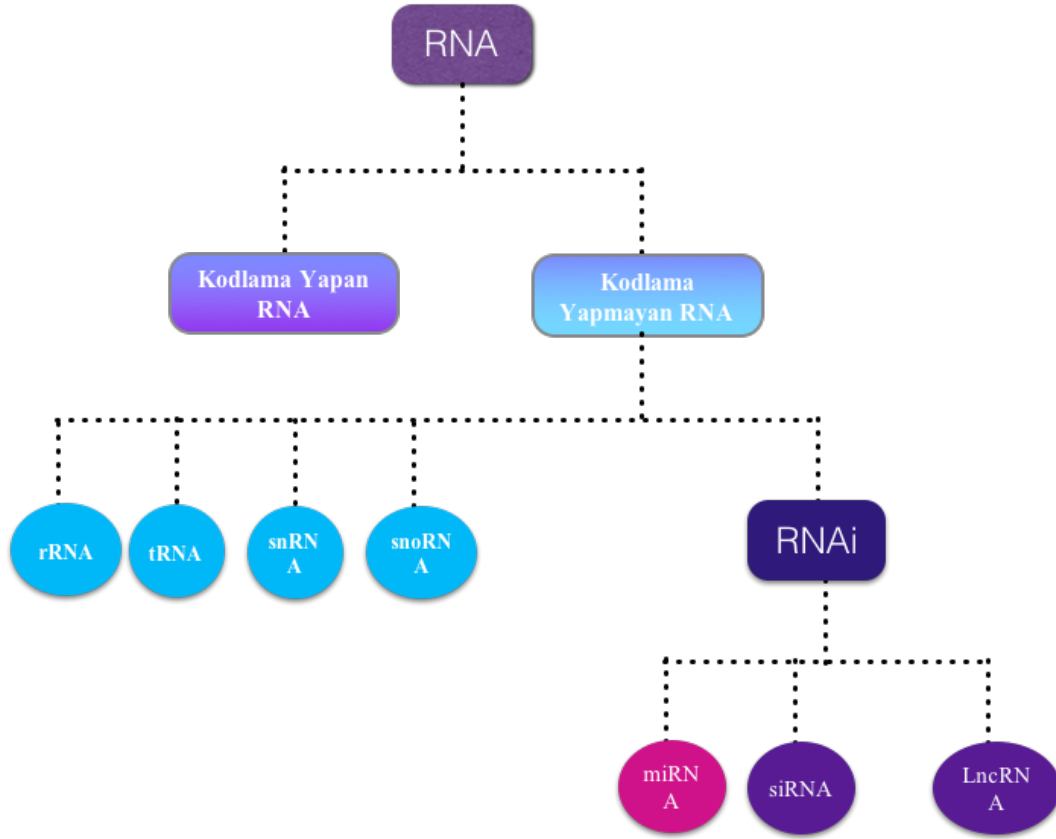 RNA
Kodlama Yapan
RNA
Kodlama
Yapmayan RNA
rRNA
tRNA
snRN
A
snoRN
A
RNAi
miRN
A
siRNA
LncRN
A